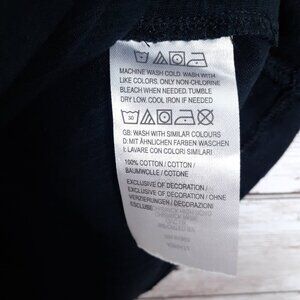 MACHINE WASH COLD. WASH WITH
LIKE COLORS. ONLY NON-CHLORINE
BLEACH WHEN NEEDED. TUMBLE
DRY LOW. COOL IRON IF NEEDED
30
GB: WASH WITH SIMILAR COLOURS
D: MIT ÄHNLICHEN FARBEN WASCHEN
I: LAVARE CON COLORI SIMILARI
100% COTTON / COTTON /
BAUMWOLLE / COTONE
EXCLUSIVE OF DECORATION /
EXCLUSIVE OF DECORATION / OHNE
VERZIERUNGEN / DECORAZIONI
ESCLUSE